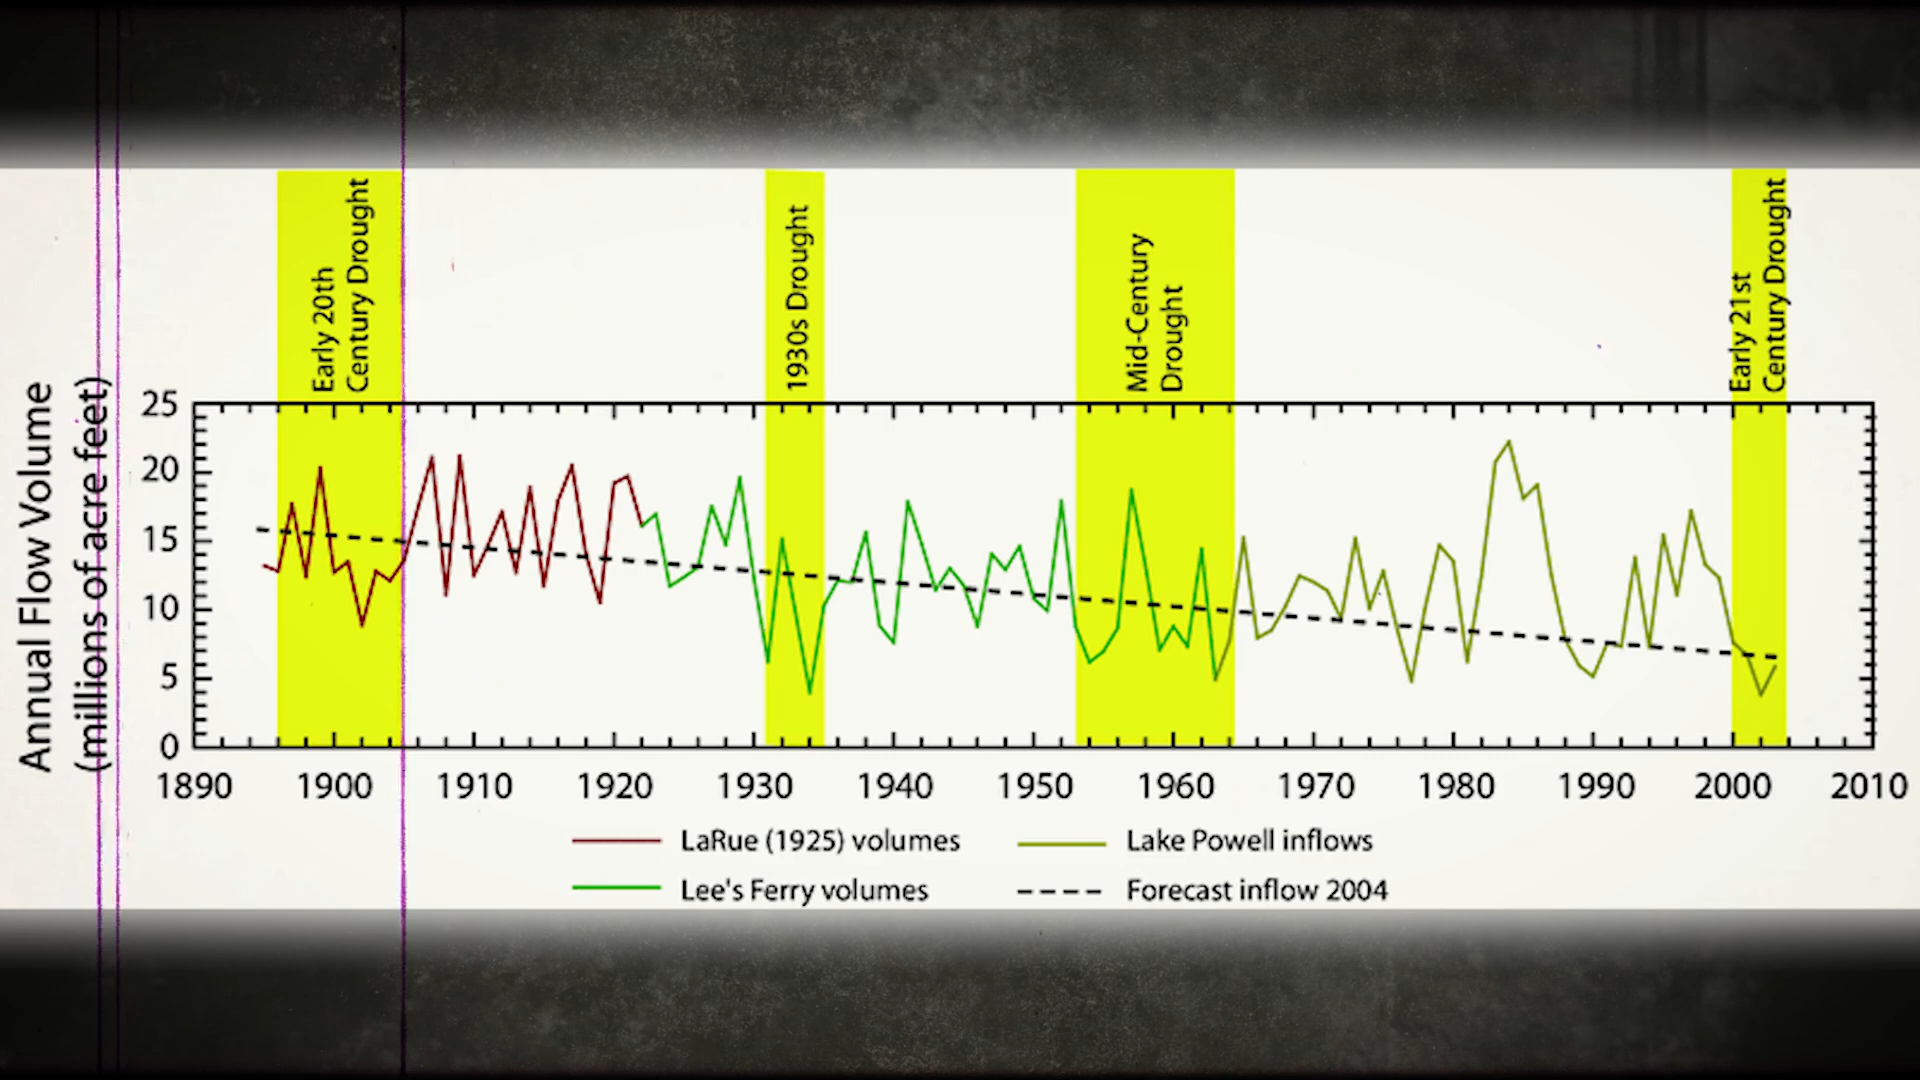 Early 20th
Century Drought
1930s Drought
Mid-Century
Drought
Early 21st
Century Drought
Annual Flow Volume
(millions of acre feet)
25
20
15
10
5
0
1890 1900 1910 1920 1930 1940 1950 1960 1970 1980 1990 2000 2010
LaRue (1925) volumes
Lake Powell inflows
Lee's Ferry volumes
Forecast inflow 2004